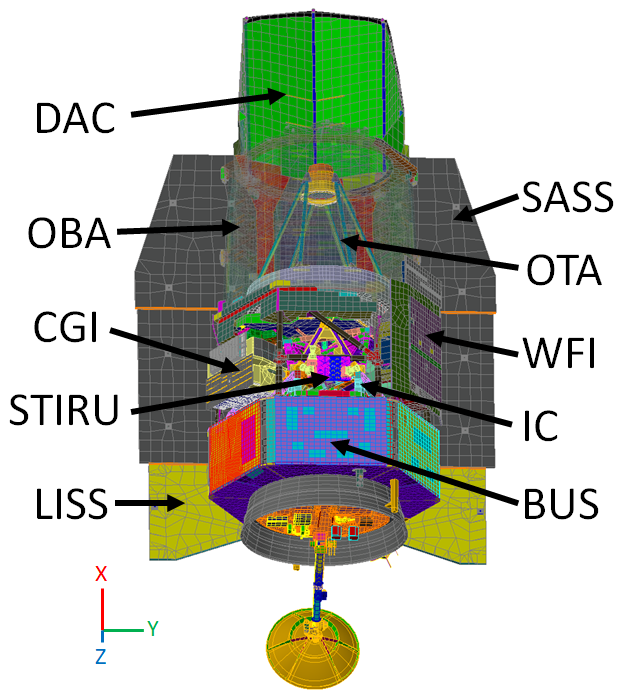 DAC
SASS
OBA
OTA
CGI
WFI
STIRU
IC
LISS
BUS
X
Y
Z